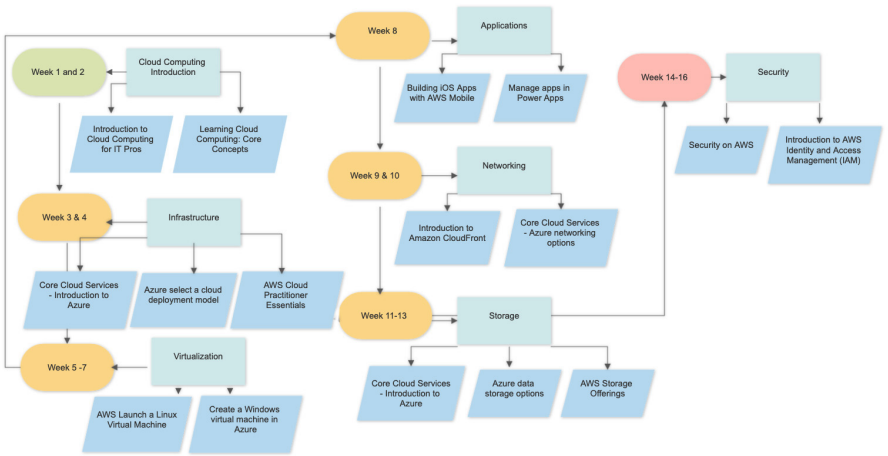 Week 1 and 2
Cloud Computing
Introduction
Introduction to
Cloud Computing
for IT Pros
Learning Cloud
Computing: Core
Concepts
Week 3 & 4
Infrastructure
Core Cloud Services
- Introduction to
Azure
Azure select a cloud
deployment model
AWS Cloud
Practitioner
Essentials
Week 5 -7
Virtualization
AWS Launch a Linux
Virtual Machine
Create a Windows
virtual machine in
Azure
Week 8
Applications
Building iOS Apps
with AWS Mobile
Manage apps in
Power Apps
Week 9 & 10
Networking
Introduction to
Amazon CloudFront
Core Cloud Services
- Azure networking
options
Week 11-13
Storage
Core Cloud Services
- Introduction to
Azure
Azure data
storage options
AWS Storage
Offerings
Week 14-16
Security
Security on AWS
Introduction to AWS
Identity and Access
Management (IAM)